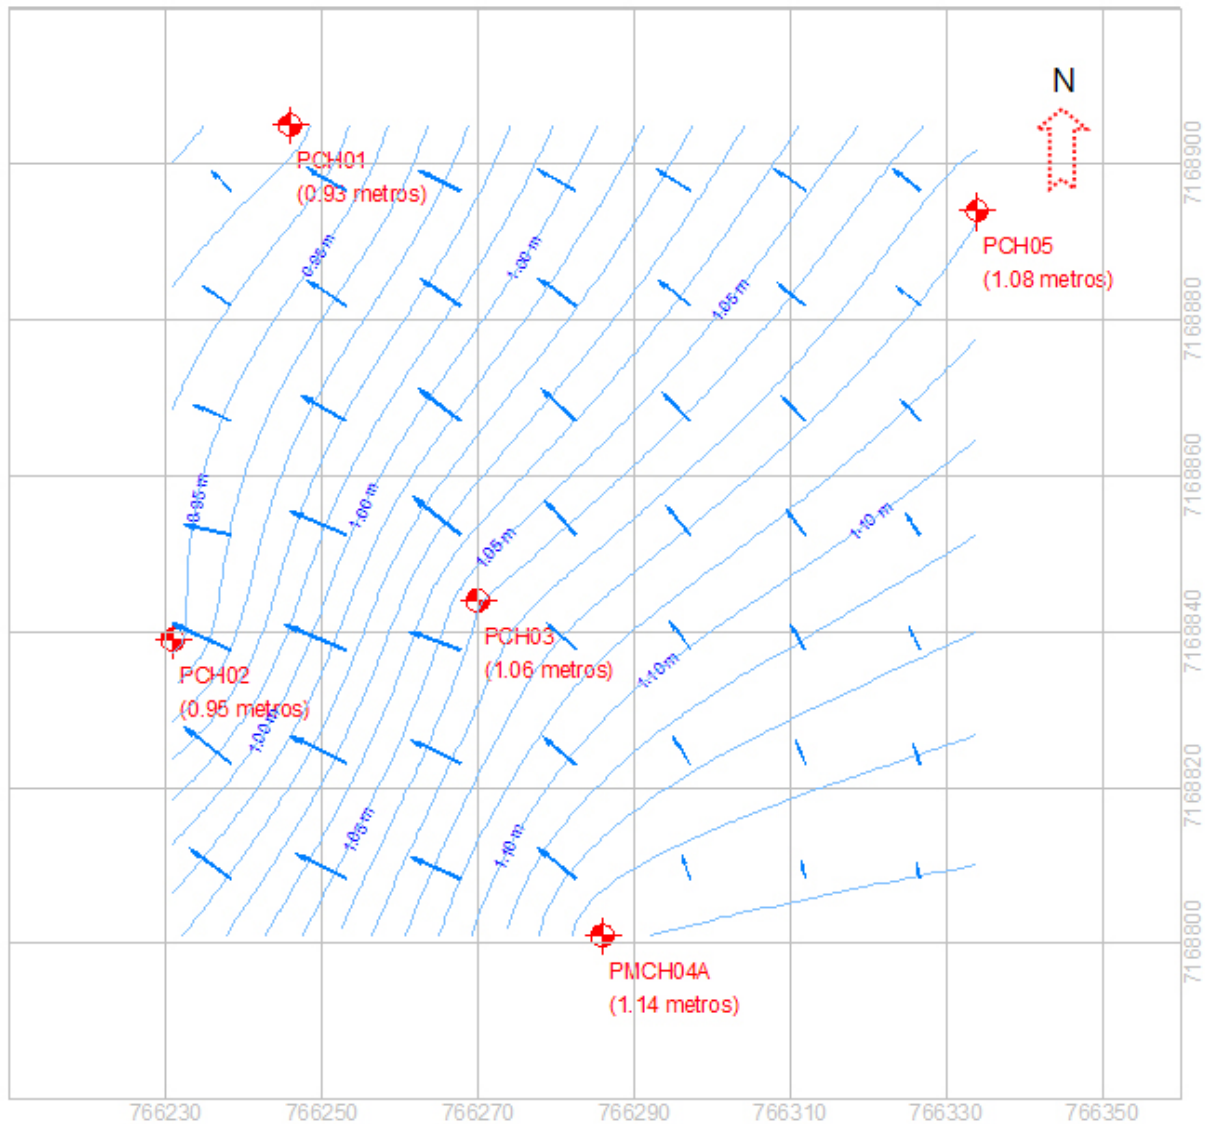 N
7168900
PCH01
(0.93 metros)
PCH05
(1.08 metros)
0.95 m
1.00 m
1.05 m
7168880
7168860
0.95 m
1.00 m
1.05 m
1.10 m
7168840
PCH03
(1.06 metros)
PCH02
(0.95 metros)
1.10 m
1.00 m
7168820
1.05 m
1.10 m
7168800
PMCH04A
(1.14 metros)
766230 766250 766270 766290 766310 766330 766350